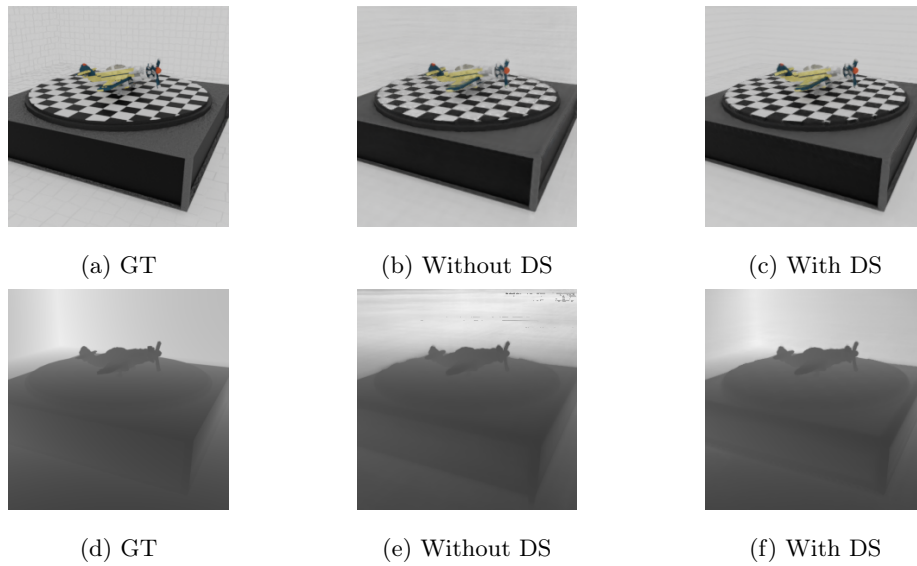 (a) GT
(b) Without DS
(c) With DS
(d) GT
(e) Without DS
(f) With DS